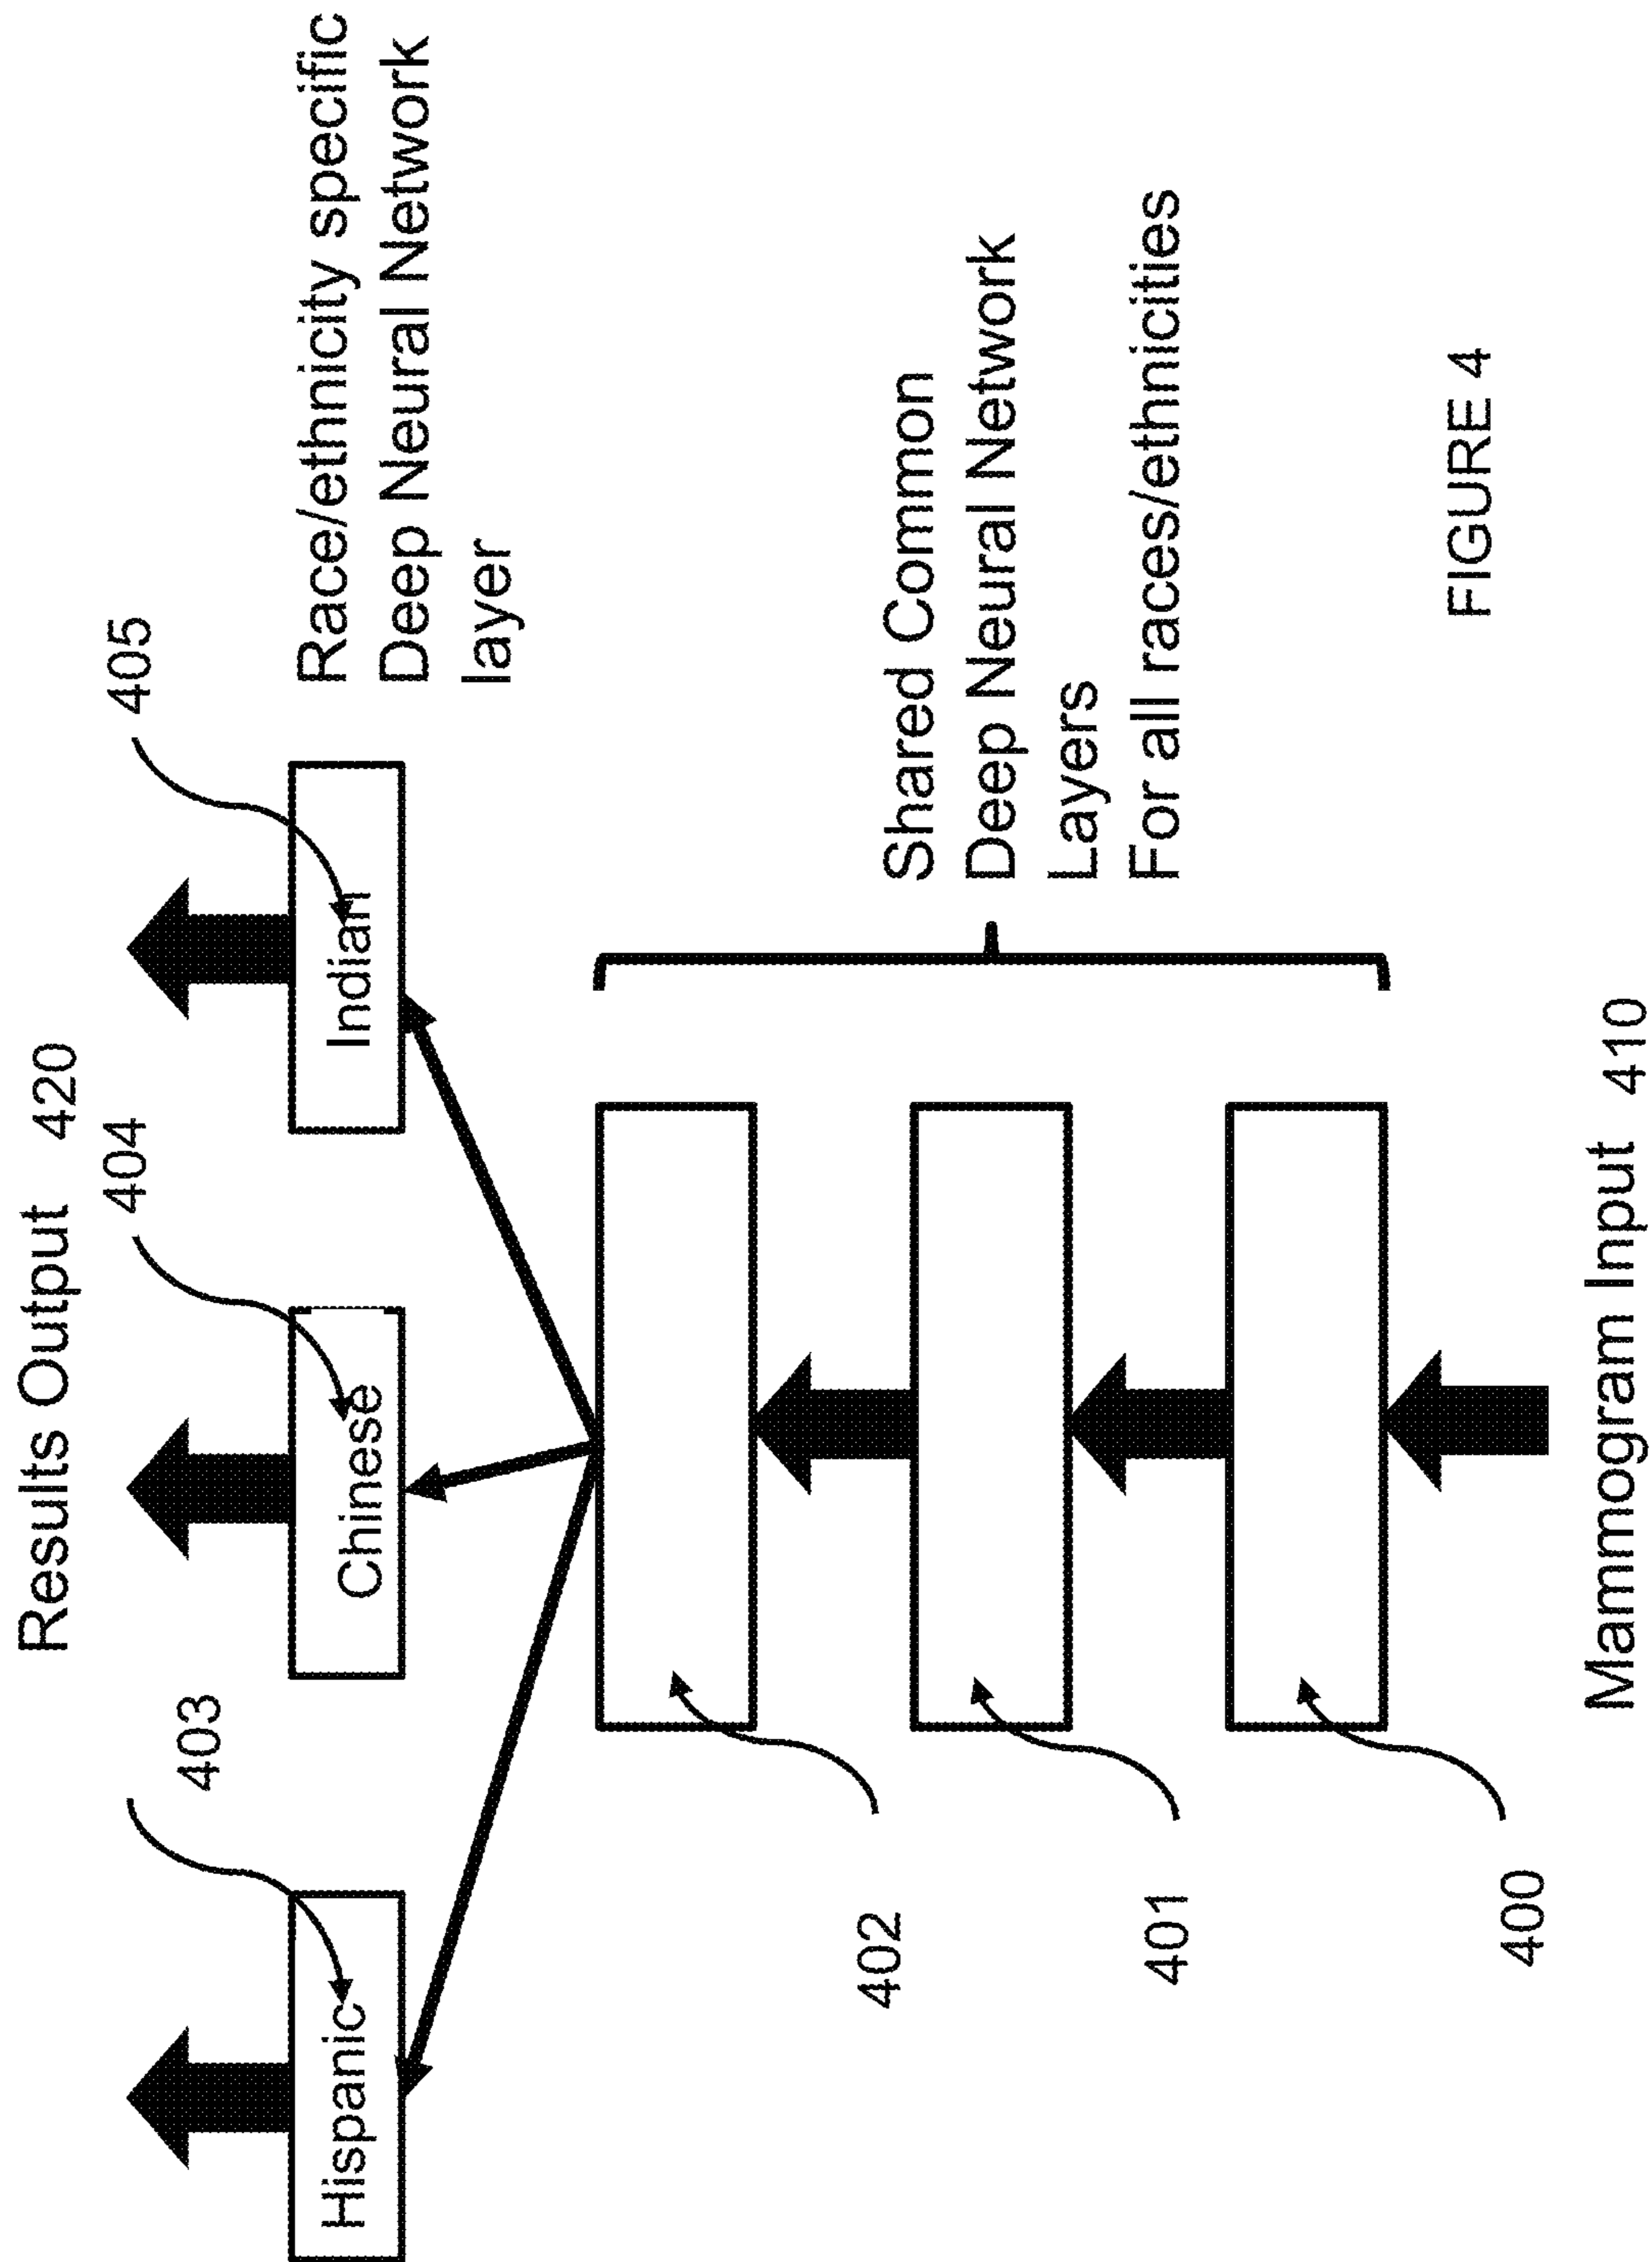 Results Output 420
403
404
405
Hispanic
Chinese
Indian
Race/ethnicity specific
Deep Neural Network
layer
402
401
400
Shared Common
Deep Neural Network
Layers
For all races/ethnicities
Mammogram Input 410
FIGURE 4